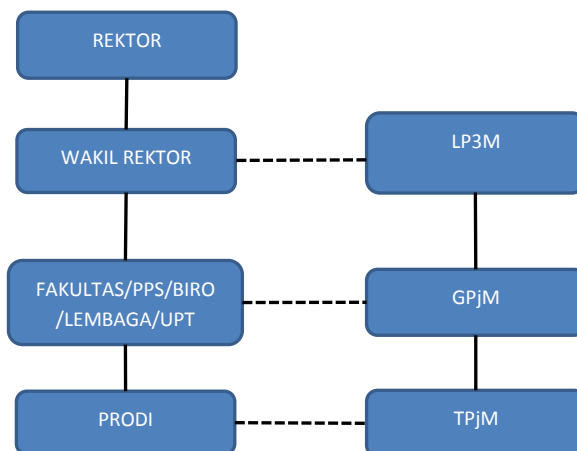 REKTOR
WAKIL REKTOR
LP3M
FAKULTAS/PPS/BIRO
/LEMBAGA/UPT
GPjM
PRODI
TPjM